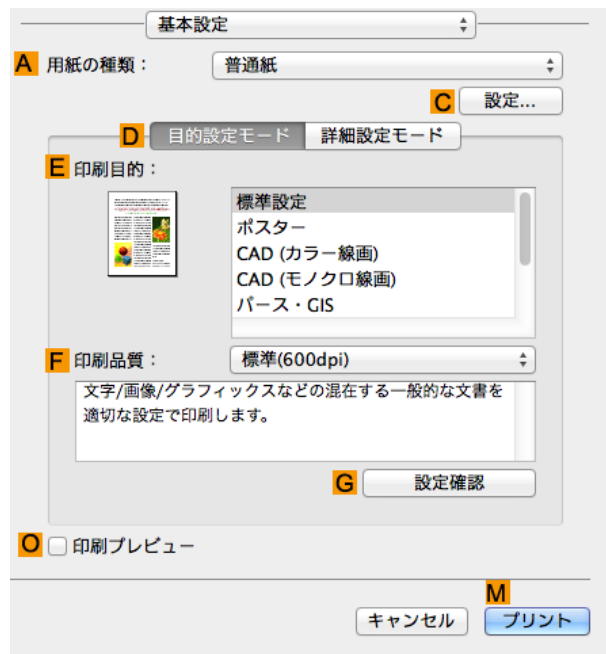 基本設定
A 用紙の種類： 普通紙
C 設定...
D 目的設定モード 詳細設定モード
E 印刷目的：
標準設定
ポスター
CAD (カラー線画)
CAD (モノクロ線画)
パース・GIS
F 印刷品質： 標準(600dpi)
文字/画像/グラフィックスなどの混在する一般的な文書を
適切な設定で印刷します。
G 設定確認
O 印刷プレビュー
M
キャンセル プリント